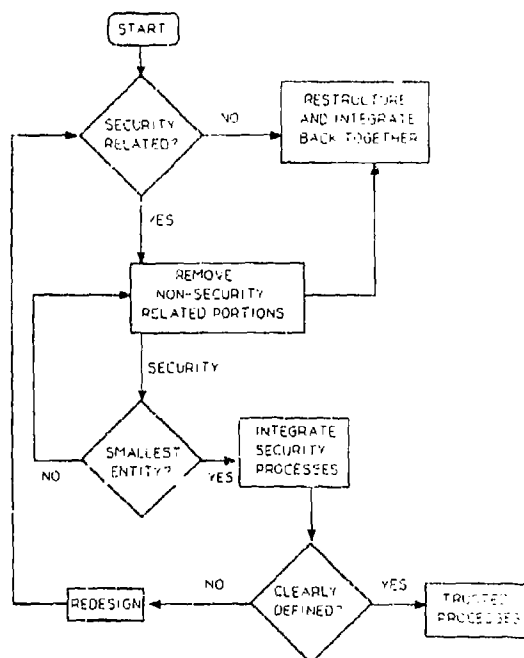 START
SECURITY
RELATED?
NO
RESTRUCTURE
AND INTEGRATE
BACK TOGETHER
YES
REMOVE
NON-SECURITY
RELATED PORTIONS
SECURITY
SMALLEST
ENTITY?
NO
YES
INTEGRATE
SECURITY
PROCESSES
CLEARLY
DEFINED?
NO
YES
REDESIGN
TRUSTED
PROCESSES